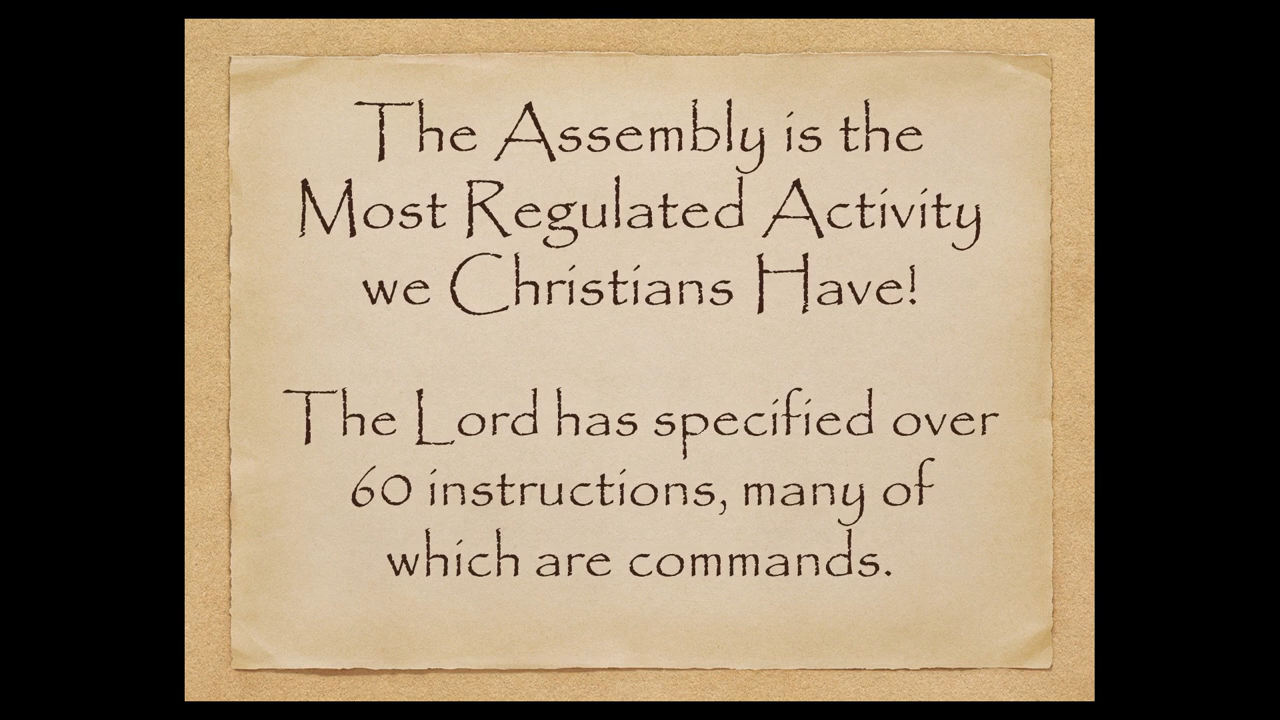 The Assembly is the
Most Regulated Activity
we Christians Have!
The Lord has specified over
60 instructions, many of
which are commands.